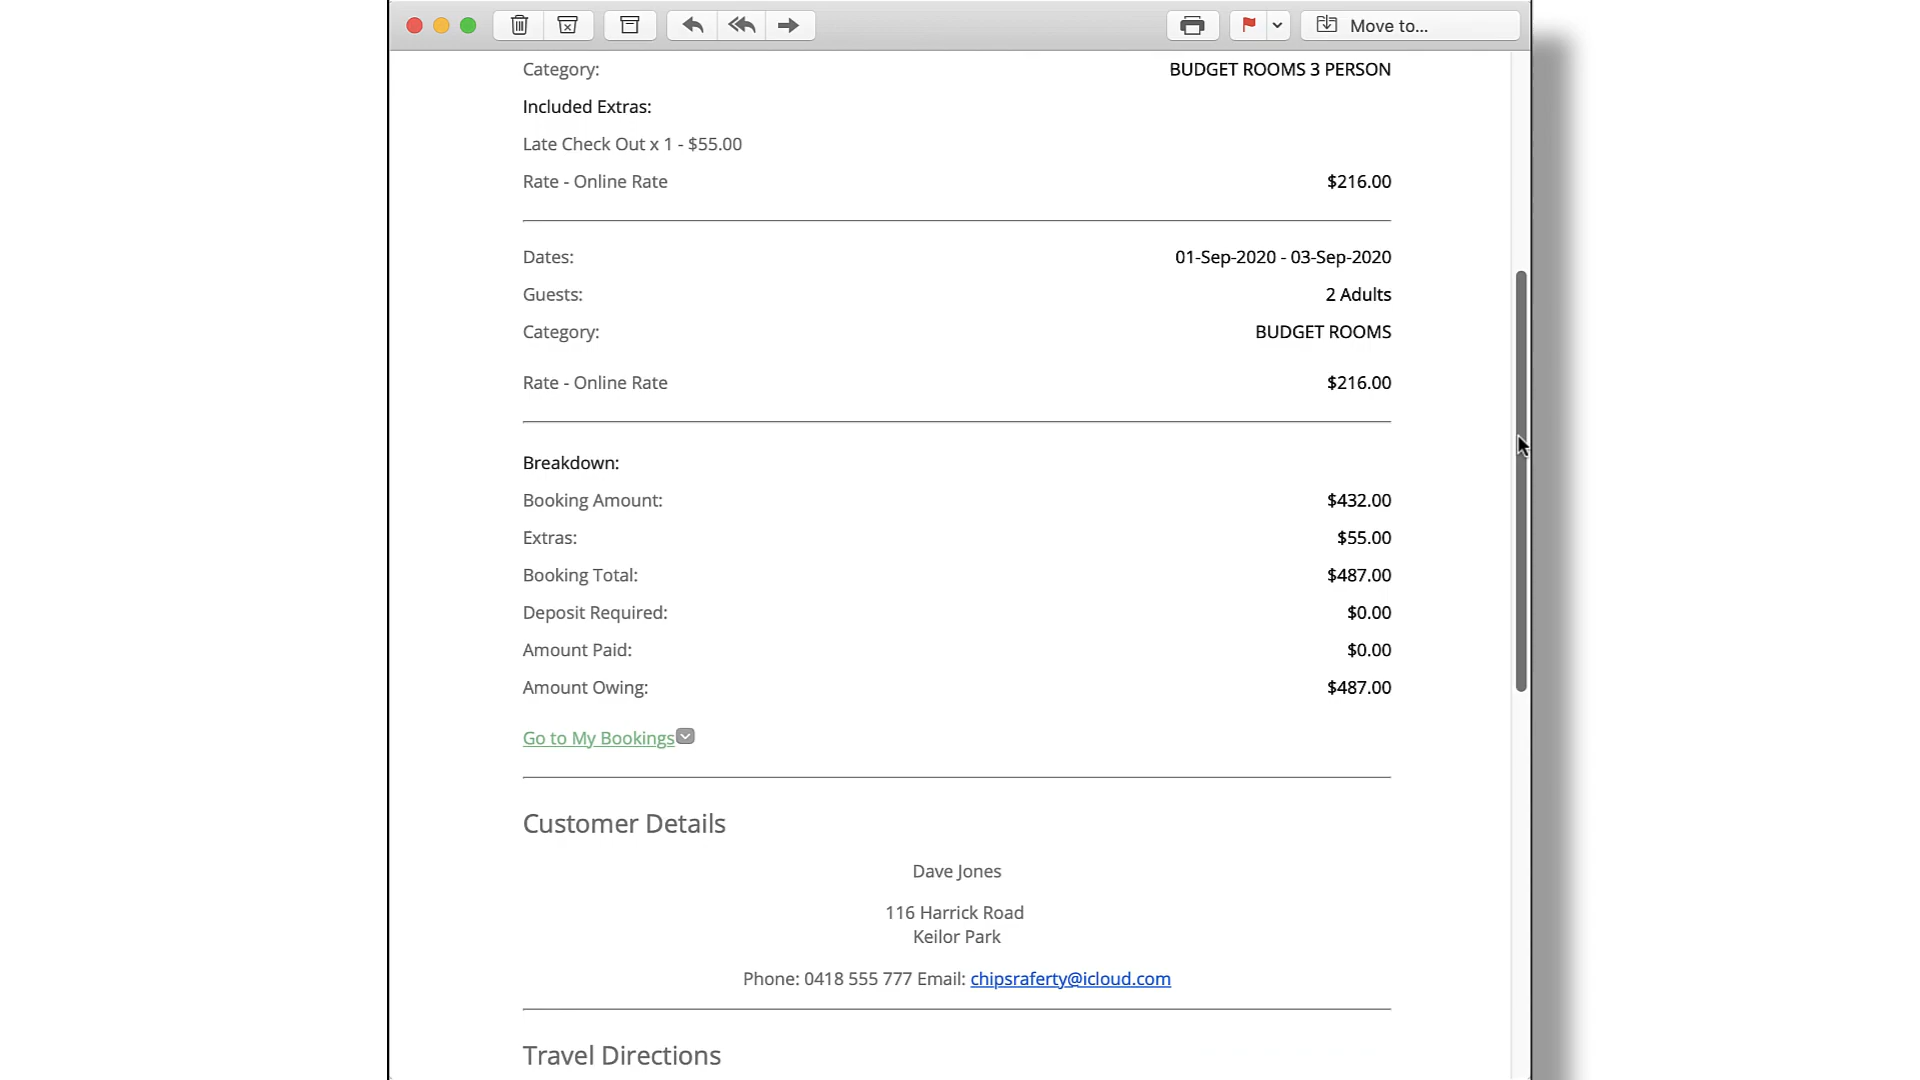 Move to...
Category: BUDGET ROOMS 3 PERSON
Included Extras:
Late Check Out x 1 - $55.00
Rate - Online Rate $216.00
Dates: 01-Sep-2020 - 03-Sep-2020
Guests: 2 Adults
Category: BUDGET ROOMS
Rate - Online Rate $216.00
Breakdown:
Booking Amount: $432.00
Extras: $55.00
Booking Total: $487.00
Deposit Required: $0.00
Amount Paid: $0.00
Amount Owing: $487.00
Go to My Bookings
Customer Details
Dave Jones
116 Harrick Road
Keilor Park
Phone: 0418 555 777 Email: chipsraferty@icloud.com
Travel Directions